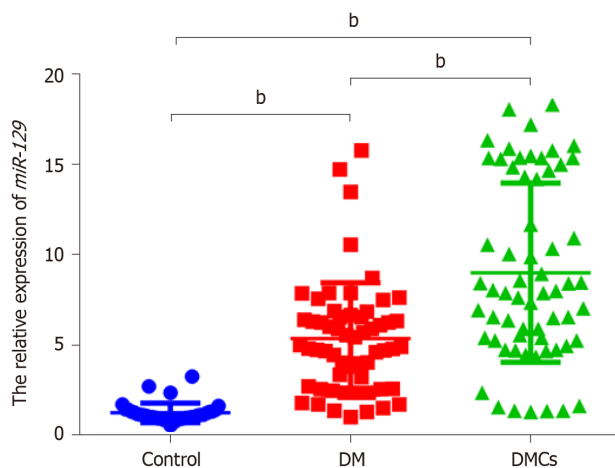 b
b
b
The relative expression of miR-129
20
15
10
5
0
Control DM DMCs